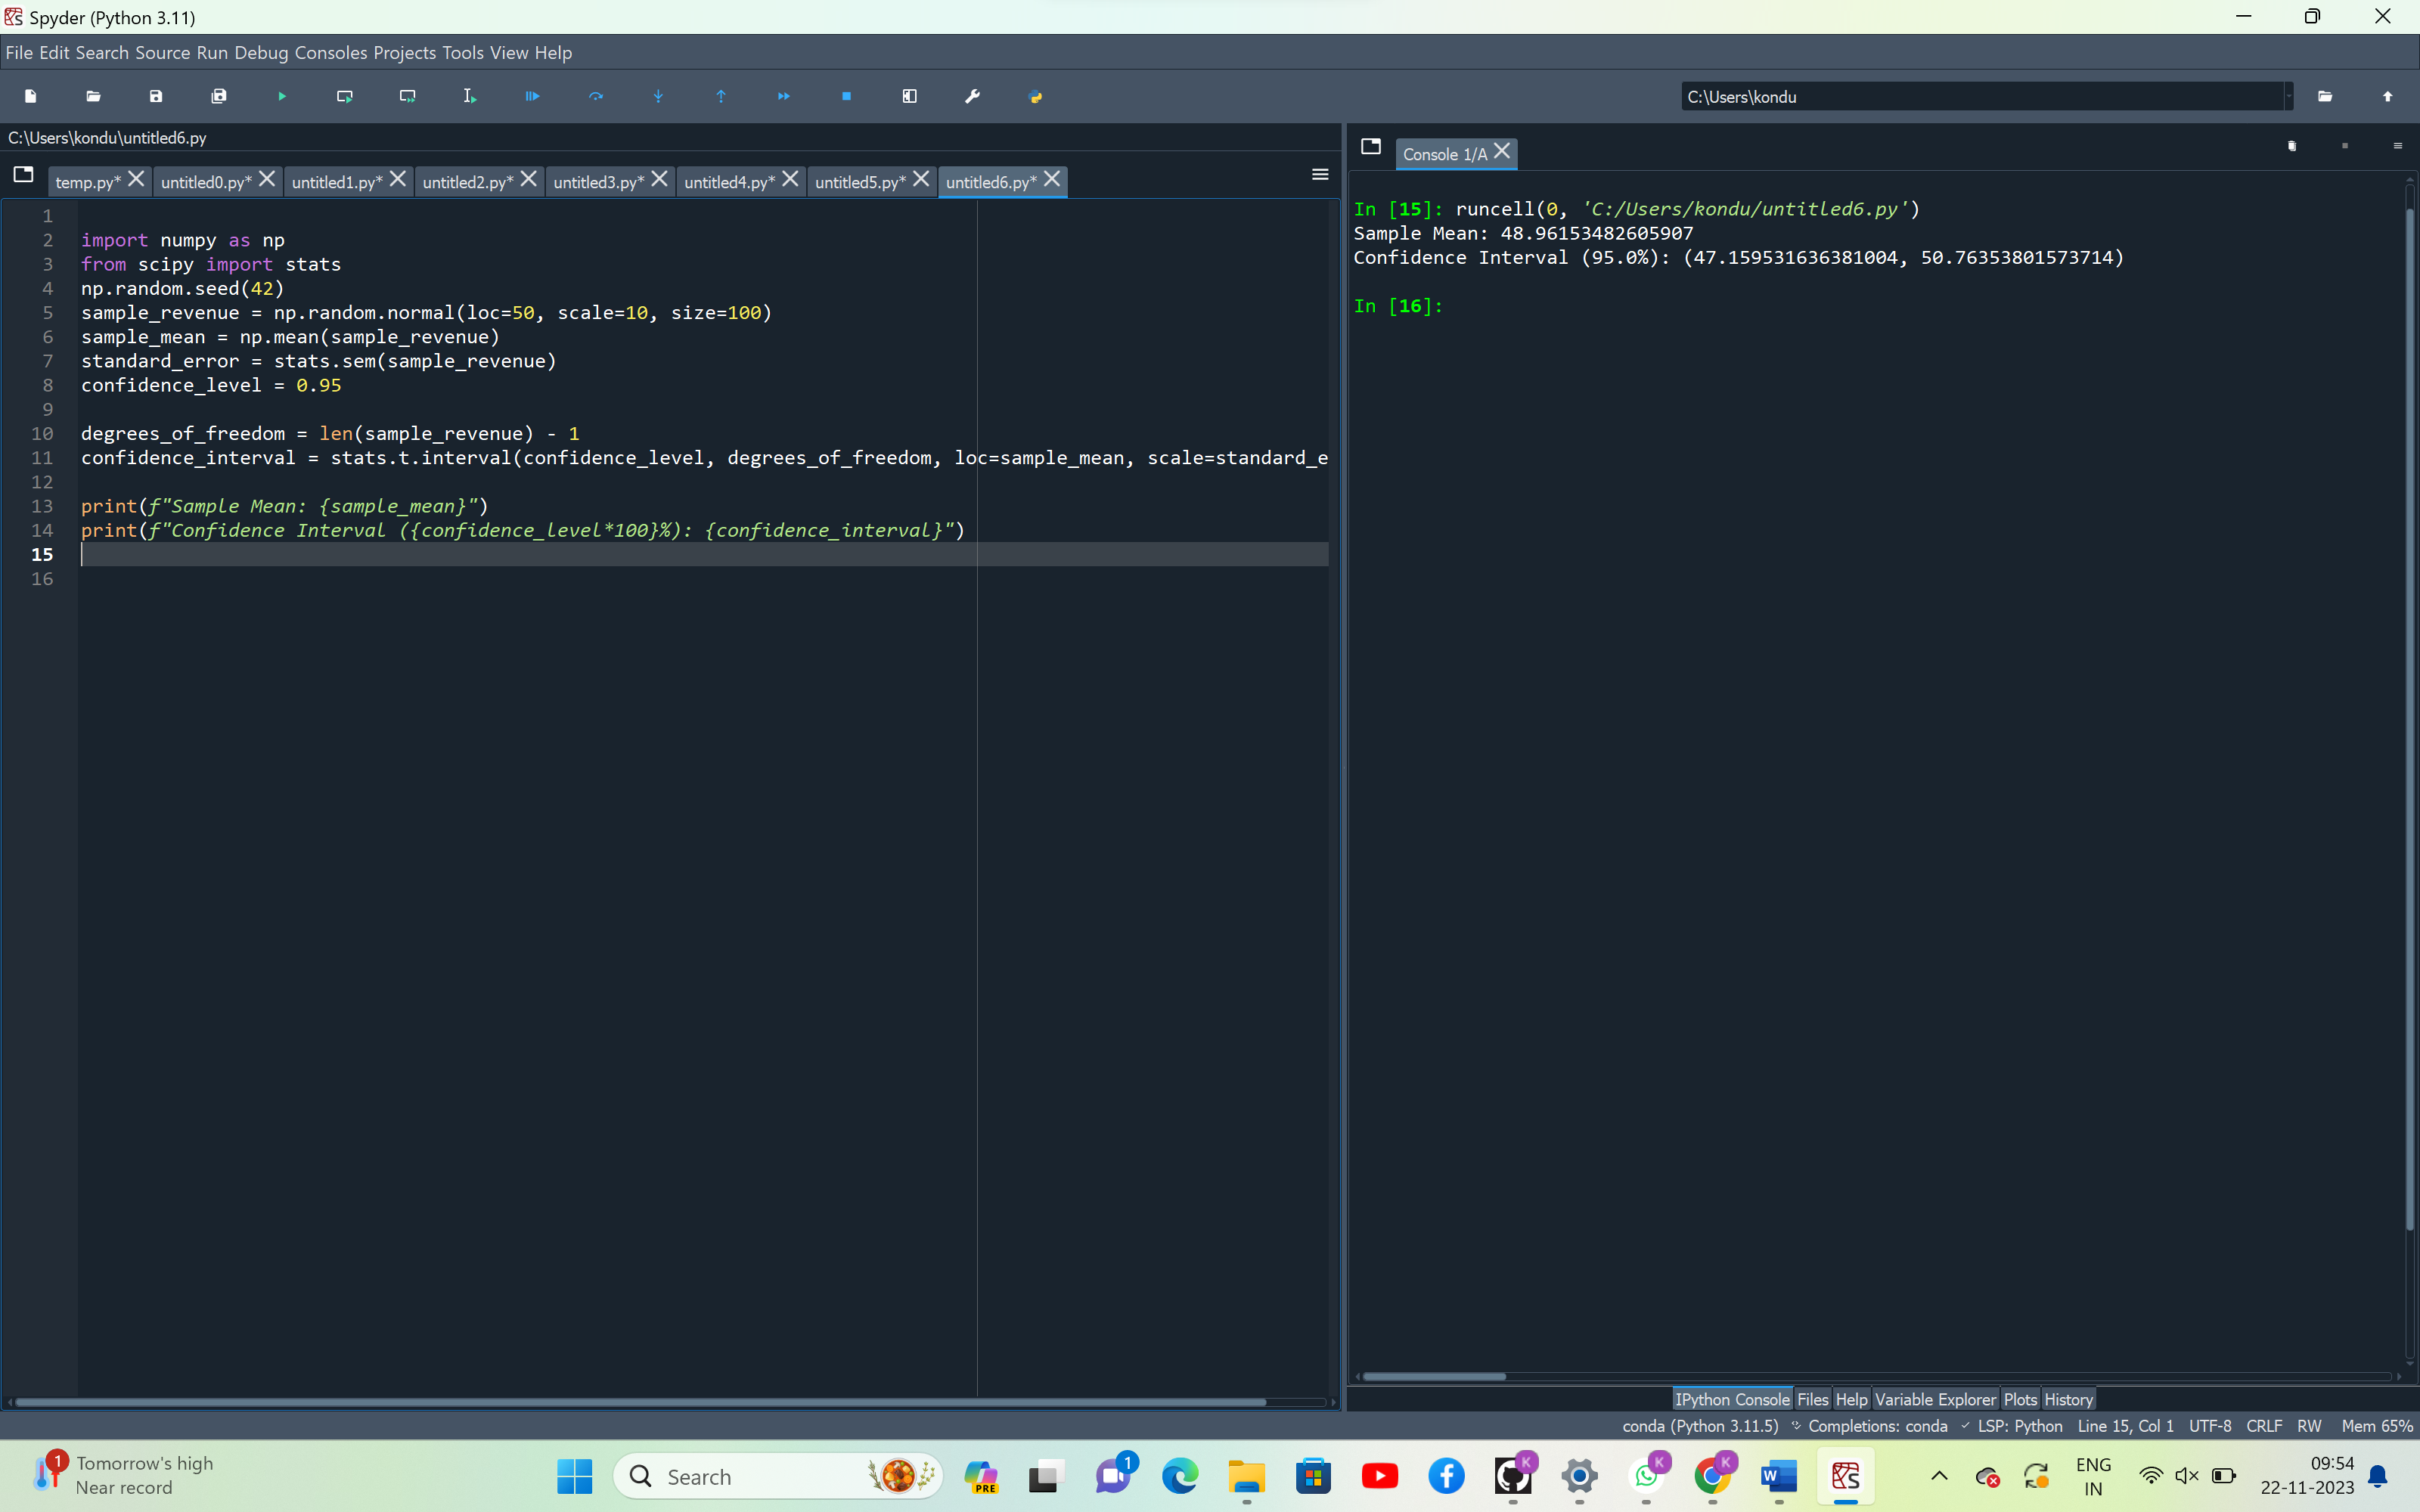 Spyder (Python 3.11)
File Edit Search Source Run Debug Consoles Projects Tools View Help
C:\Users\kondu
C:\Users\kondu\untitled6.py
temp.py* untitled0.py* untitled1.py* untitled2.py* untitled3.py* untitled4.py* untitled5.py* untitled6.py*
1
2 import numpy as np
3 from scipy import stats
4 np.random.seed(42)
5 sample_revenue = np.random.normal(loc=50, scale=10, size=100)
6 sample_mean = np.mean(sample_revenue)
7 standard_error = stats.sem(sample_revenue)
8 confidence_level = 0.95
9
10 degrees_of_freedom = len(sample_revenue) - 1
11 confidence_interval = stats.t.interval(confidence_level, degrees_of_freedom, loc=sample_mean, scale=standard_e
12
13 print(f"Sample Mean: {sample_mean}")
14 print(f"Confidence Interval ({confidence_level*100}%): {confidence_interval}")
15
16
Console 1/A
In [15]: runcell(0, 'C:/Users/kondu/untitled6.py')
Sample Mean: 48.96153482605907
Confidence Interval (95.0%): (47.159531636381004, 50.76353801573714)
In [16]:
IPython Console Files Help Variable Explorer Plots History
conda (Python 3.11.5) Completions: conda LSP: Python Line 15, Col 1 UTF-8 CRLF RW Mem 65%
1
Tomorrow's high
Near record
Search
PRE
1
K
K
K
W
ENG
IN
09:54
22-11-2023